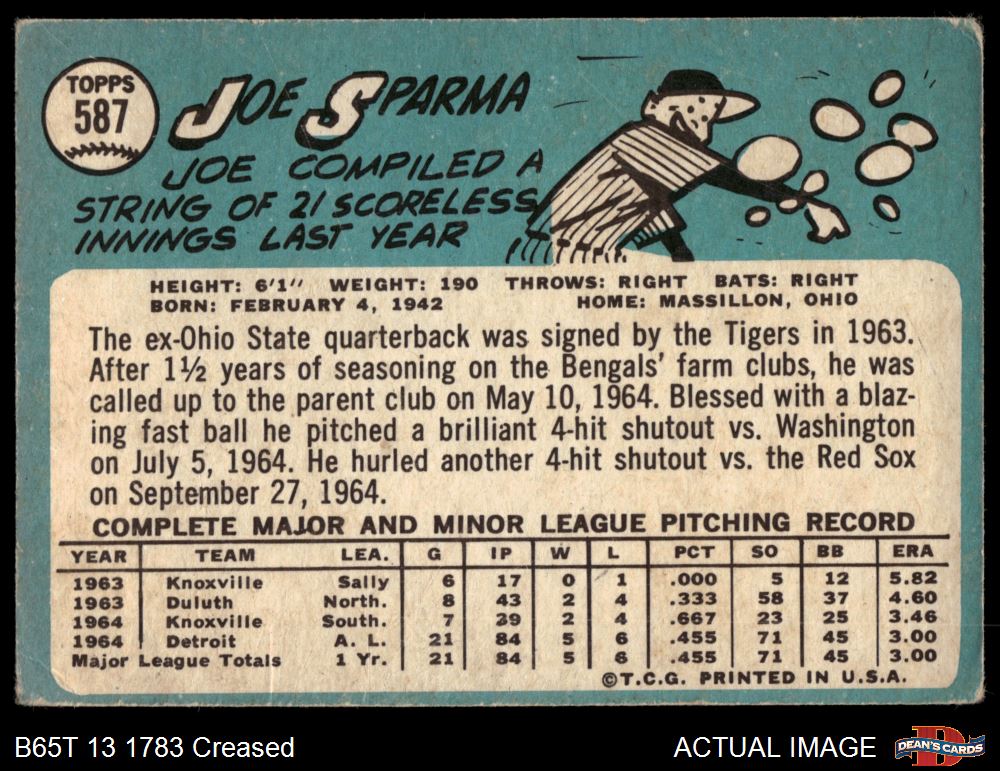 TOPPS
587
JOE SPARMA
JOE COMPILED A
STRING OF 21 SCORELESS
INNINGS LAST YEAR
HEIGHT: 6'1" WEIGHT: 190 THROWS: RIGHT BATS: RIGHT
BORN: FEBRUARY 4, 1942 HOME: MASSILLON, OHIO
The ex-Ohio State quarterback was signed by the Tigers in 1963.
After 1½ years of seasoning on the Bengals' farm clubs, he was
called up to the parent club on May 10, 1964. Blessed with a blaz-
ing fast ball he pitched a brilliant 4-hit shutout vs. Washington
on July 5, 1964. He hurled another 4-hit shutout vs. the Red Sox
on September 27, 1964.
COMPLETE MAJOR AND MINOR LEAGUE PITCHING RECORD
YEAR TEAM LEA. G IP W L PCT SO BB ERA
1963 Knoxville Sally 6 17 0 1 .000 5 12 5.82
1963 Duluth North. 8 43 2 4 .333 58 37 4.60
1964 Knoxville South. 7 39 2 4 .667 23 25 3.46
1964 Detroit A. L. 21 84 5 6 .455 71 45 3.00
Major League Totals 1 Yr. 21 84 5 6 .455 71 45 3.00
©T.C.G. PRINTED IN U.S.A.
B65T 13 1783 Creased ACTUAL IMAGE DEAN'S CARDS